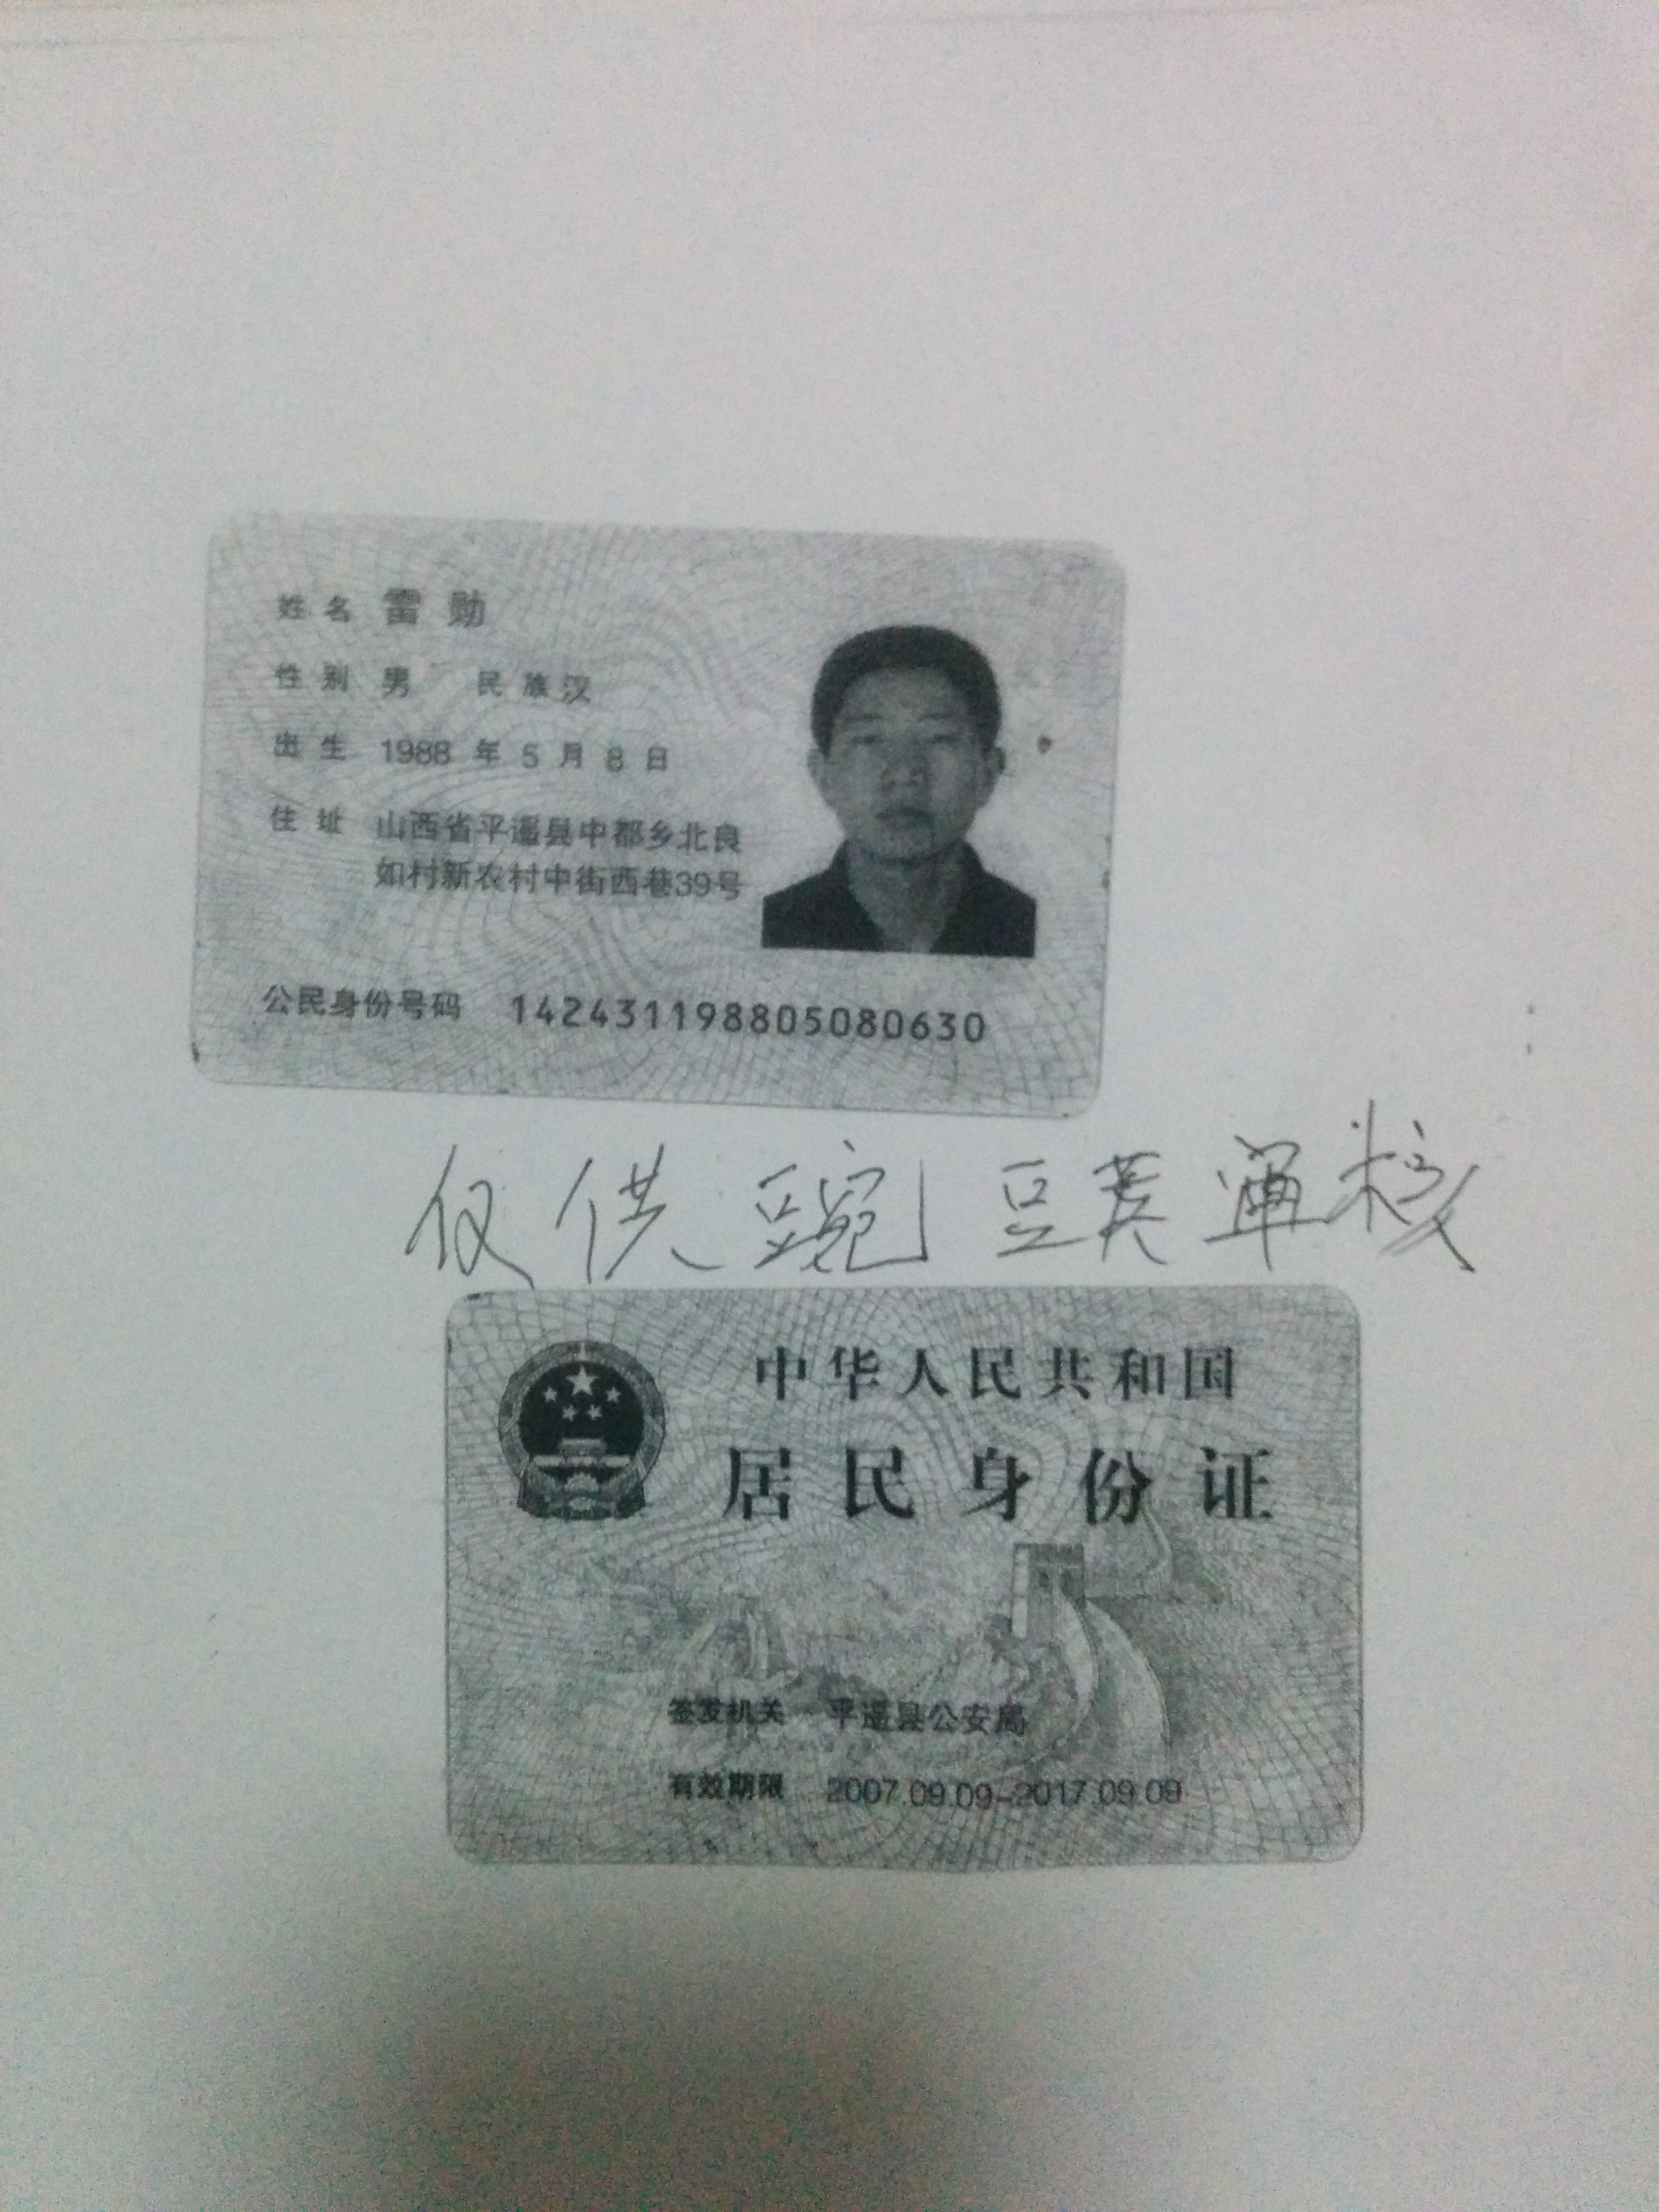 姓名 雷勋
性别 男 民族 汉
出生 1988 年 5 月 8 日
住址 山西省平遥县中都乡北良
如村新农村中街西巷39号
公民身份号码 142431198805080630
仅供豌豆荚审核
中华人民共和国
居民身份证
签发机关 平遥县公安局
有效期限 2007.09.09-2017.09.09